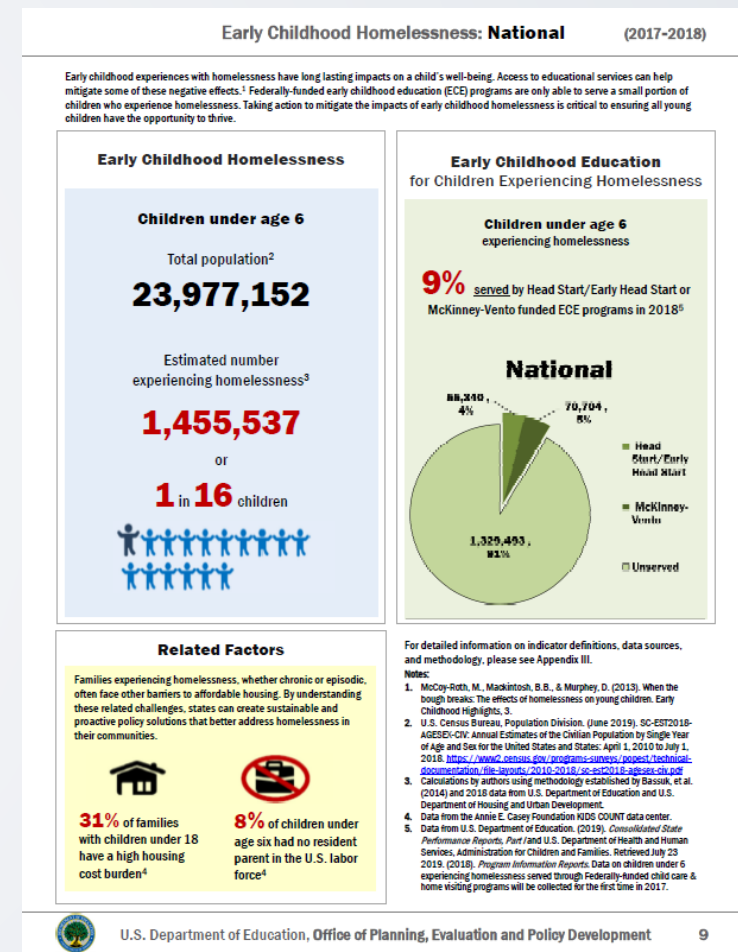 Early Childhood Homelessness: National (2017-2018)
Early childhood experiences with homelessness have long lasting impacts on a child's well-being. Access to educational services can help
mitigate some of these negative effects.¹ Federally-funded early childhood education (ECE) programs are only able to serve a small portion of
children who experience homelessness. Taking action to mitigate the impacts of early childhood homelessness is critical to ensuring all young
children have the opportunity to thrive.
Early Childhood Homelessness
Children under age 6
Total population²
23,977,152
Estimated number
experiencing homelessness³
1,455,537
or
1 in 16 children
Early Childhood Education
for Children Experiencing Homelessness
Children under age 6
experiencing homelessness
9% served by Head Start/Early Head Start or
McKinney-Vento funded ECE programs in 2018⁵
National
4%
70,704,
5%
1,329,493,
91%
Head
Start/Early
Head Start
McKinney-
Vento
Unserved
Related Factors
Families experiencing homelessness, whether chronic or episodic,
often face other barriers to affordable housing. By understanding
these related challenges, states can create sustainable and
proactive policy solutions that better address homelessness in
their communities.
31% of families
with children under 18
have a high housing
cost burden⁴
8% of children under
age six had no resident
parent in the U.S. labor
force⁴
For detailed information on indicator definitions, data sources,
and methodology, please see Appendix III.
Notes:
1. McCoy-Roth, M., Mackintosh, B.B., & Murphey, D. (2013). When the
bough breaks: The effects of homelessness on young children. Early
Childhood Highlights, 3.
2. U.S. Census Bureau, Population Division. (June 2019). SC-EST2018-
AGESEX-CIV: Annual Estimates of the Civilian Population by Single Year
of Age and Sex for the United States and States: April 1, 2010 to July 1,
2018. https://www2.census.gov/programs-surveys/popest/technical-
documentation/file-layouts/2010-2018/sc-est2018-agesex-civ.pdf
3. Calculations by authors using methodology established by Bassuk, et al.
(2014) and 2018 data from U.S. Department of Education and U.S.
Department of Housing and Urban Development.
4. Data from the Annie E. Casey Foundation KIDS COUNT data center.
5. Data from U.S. Department of Education. (2019). Consolidated State
Performance Reports, Part I and U.S. Department of Health and Human
Services, Administration for Children and Families. Retrieved July 23
2019. (2018). Program Information Reports. Data on children under 6
experiencing homelessness served through Federally-funded child care &
home visiting programs will be collected for the first time in 2017.
U.S. Department of Education, Office of Planning, Evaluation and Policy Development 9